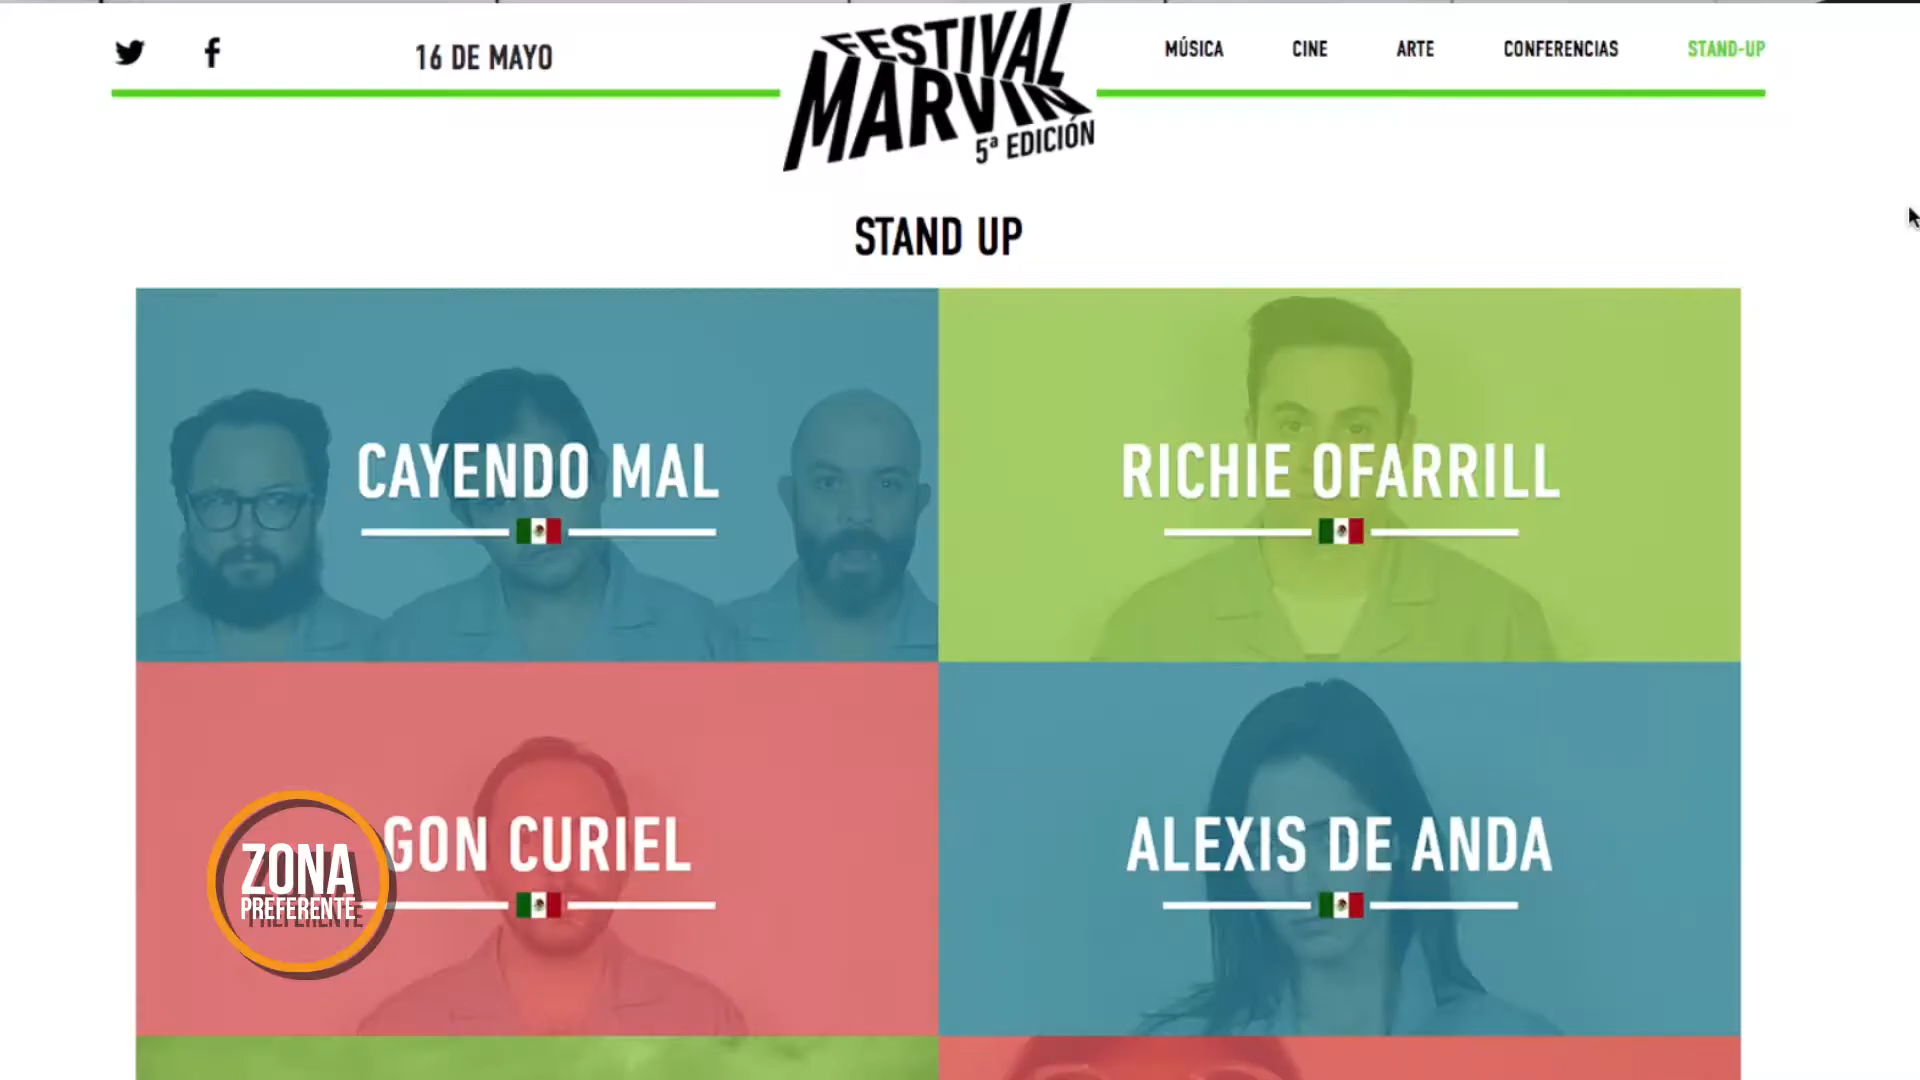 16 DE MAYO
FESTIVAL
MARVIN
5ª EDICIÓN
MÚSICA
CINE
ARTE
CONFERENCIAS
STAND-UP
STAND UP
CAYENDO MAL
RICHIE OFARRILL
GON CURIEL
ALEXIS DE ANDA
ZONA
PREFERENTE